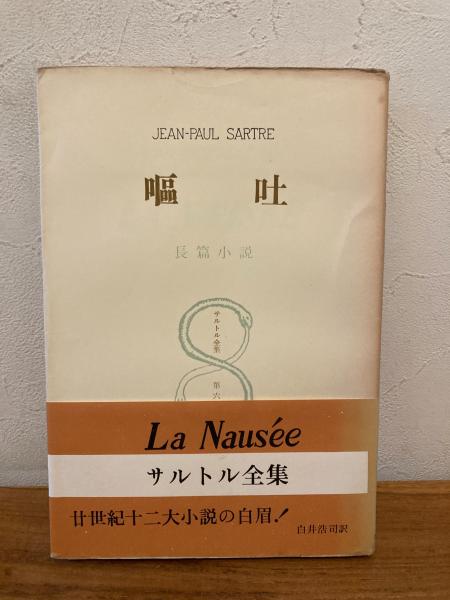 JEAN-PAUL SARTRE
嘔吐
長篇小説
サルトル全集 第六
La Nausée
サルトル全集
廿世紀十二大小説の白眉!
白井浩司訳